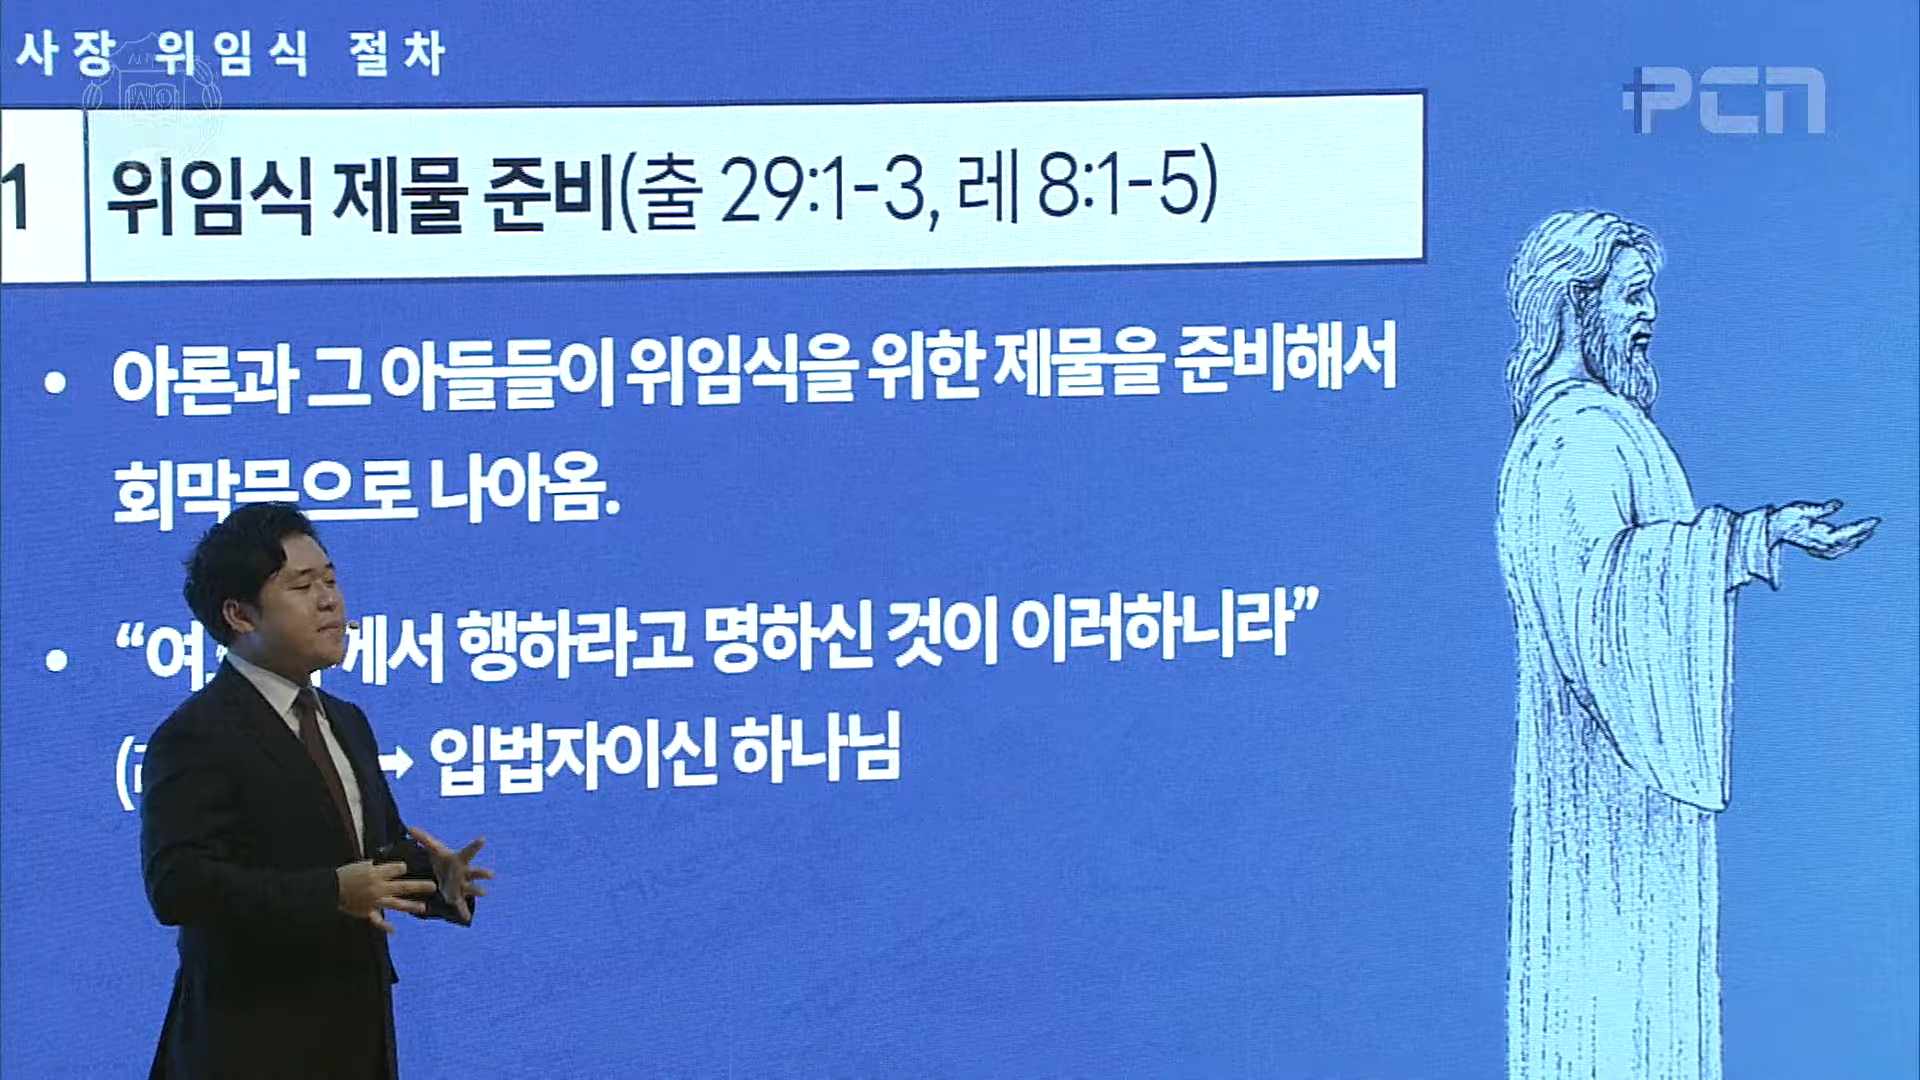 사장 위임식 절차
PCN
1 위임식 제물 준비(출 29:1-3, 레 8:1-5)
• 아론과 그 아들들이 위임식을 위한 제물을 준비해서
회막문으로 나아옴.
• “여 께서 행하라고 명하신 것이 이러하니라”
( → 입법자이신 하나님